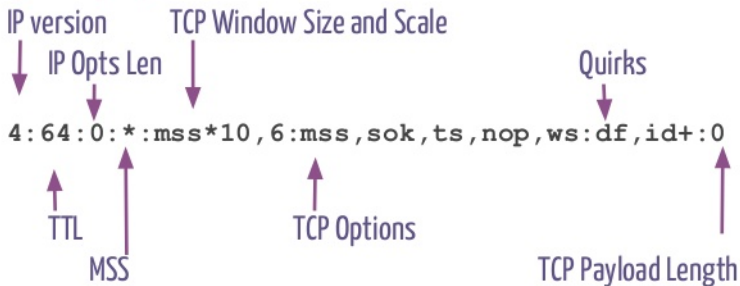 IP version TCP Window Size and Scale
IP Opts Len Quirks
4:64:0:*:mss*10,6:mss,sok,ts,nop,ws:df,id+:0
TTL TCP Options
MSS TCP Payload Length